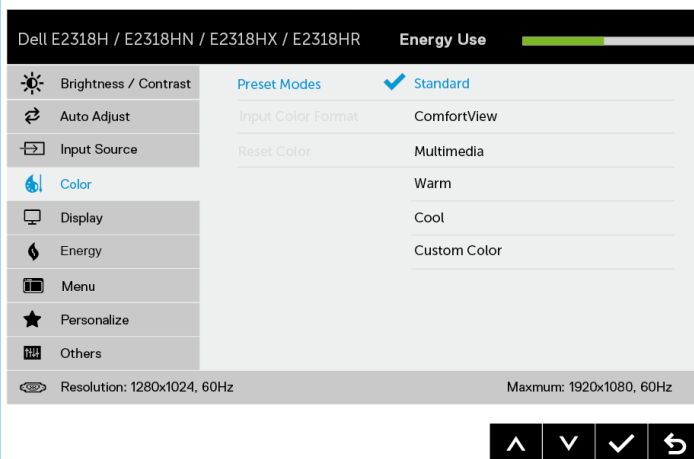 Dell E2318H / E2318HN / E2318HX / E2318HR Energy Use
Brightness / Contrast Preset Modes Standard
Auto Adjust Input Color Format ComfortView
Input Source Reset Color Multimedia
Color Warm
Display Cool
Energy Custom Color
Menu
Personalize
Others
Resolution: 1280x1024, 60Hz Maxmum: 1920x1080, 60Hz